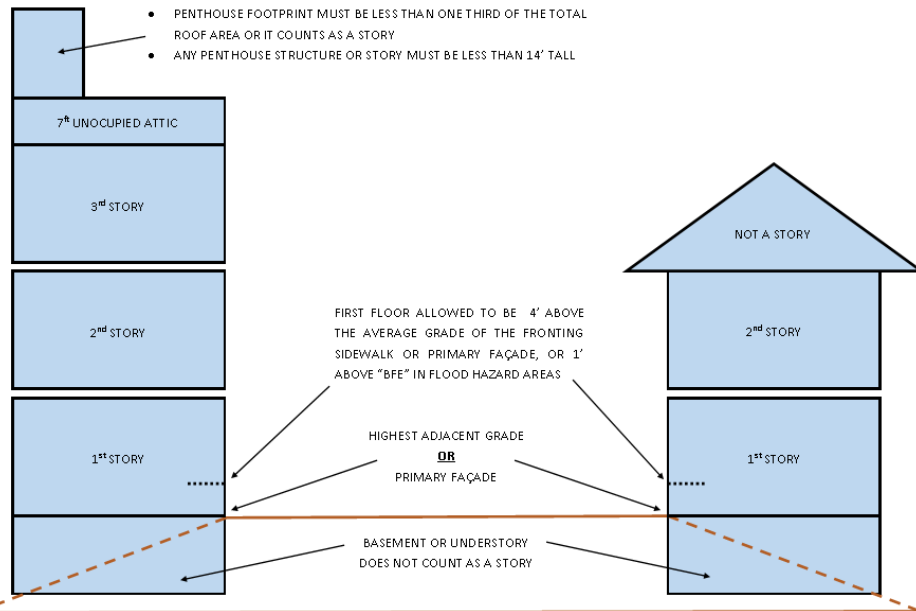 • PENTHOUSE FOOTPRINT MUST BE LESS THAN ONE THIRD OF THE TOTAL
ROOF AREA OR IT COUNTS AS A STORY
• ANY PENTHOUSE STRUCTURE OR STORY MUST BE LESS THAN 14' TALL
7ft UNOCUPIED ATTIC
3rd STORY
NOT A STORY
2nd STORY
FIRST FLOOR ALLOWED TO BE 4' ABOVE
THE AVERAGE GRADE OF THE FRONTING
SIDEWALK OR PRIMARY FAÇADE, OR 1'
ABOVE "BFE" IN FLOOD HAZARD AREAS
2nd STORY
1st STORY
HIGHEST ADJACENT GRADE
OR
PRIMARY FAÇADE
1st STORY
BASEMENT OR UNDERSTORY
DOES NOT COUNT AS A STORY